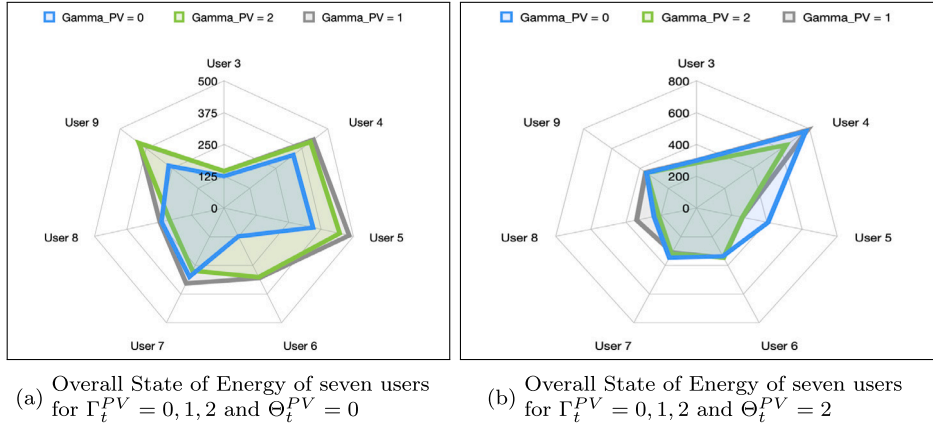 Gamma_PV = 0 Gamma_PV = 2 Gamma_PV = 1
User 3
500
375
250
125
0
User 4
User 5
User 6
User 7
User 8
User 9
Gamma_PV = 0 Gamma_PV = 2 Gamma_PV = 1
User 3
800
600
400
200
0
User 4
User 5
User 6
User 7
User 8
User 9
(a) Overall State of Energy of seven users
for Γ_t^{PV} = 0, 1, 2 and Θ_t^{PV} = 0
(b) Overall State of Energy of seven users
for Γ_t^{PV} = 0, 1, 2 and Θ_t^{PV} = 2